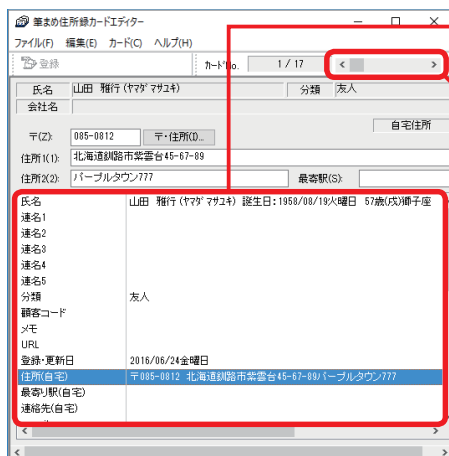 筆まめ住所録カードエディター
ファイル(F) 編集(E) カード(C) ヘルプ(H)
登録 カードNo. 1 / 17
氏名 山田 雅行 (ヤマダ マサユキ) 分類 友人
会社名
自宅住所
〒(Z): 085-0812 〒・住所(J)...
住所1(1): 北海道釧路市紫雲台45-67-89
住所2(2): パープルタウン777 最寄駅(S):
氏名 山田 雅行 (ヤマダ マサユキ) 誕生日:1958/08/19火曜日 57歳(戌)獅子座
連名1
連名2
連名3
連名4
連名5
分類 友人
顧客コード
メモ
URL
登録・更新日 2016/06/24金曜日
住所(自宅) 〒085-0812 北海道釧路市紫雲台45-67-89パープルタウン777
最寄り駅(自宅)
連絡先(自宅)